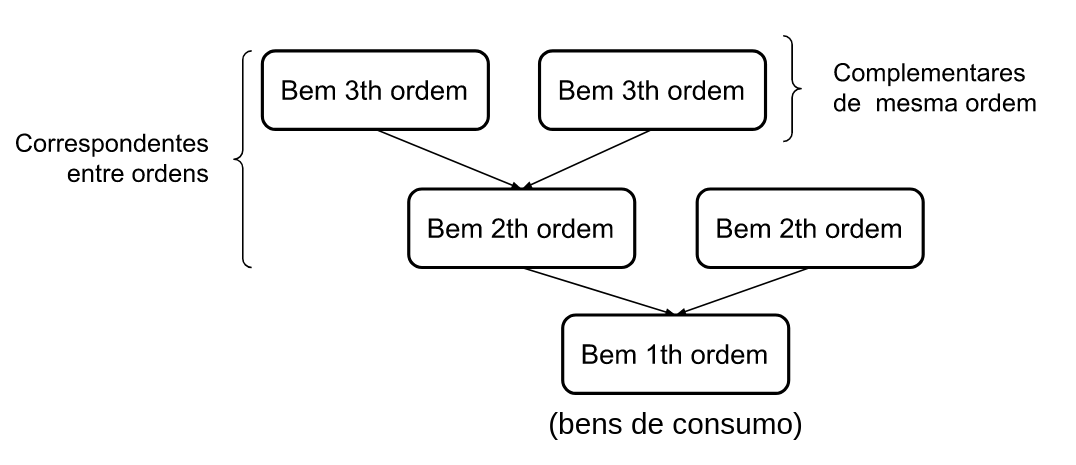 Bem 3th ordem
Bem 3th ordem
Complementares
de mesma ordem
Correspondentes
entre ordens
Bem 2th ordem
Bem 2th ordem
Bem 1th ordem
(bens de consumo)